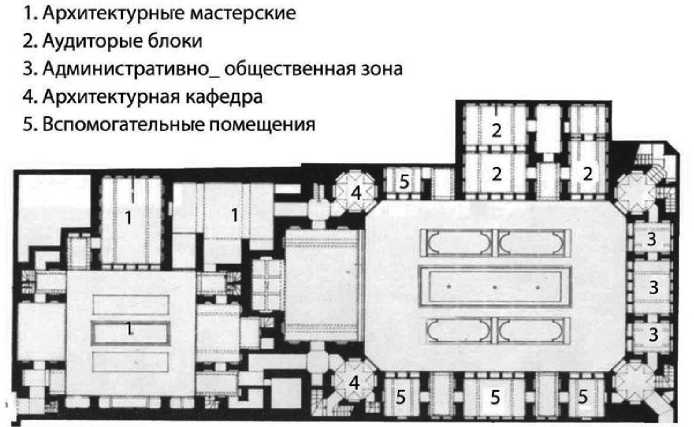 1. Архитектурные мастерские
2. Аудиторые блоки
3. Административно_ общественная зона
4. Архитектурная кафедра
5. Вспомогательные помещения
2
2 2
4 5
1 1
3
3
1
3
4 5 5 5